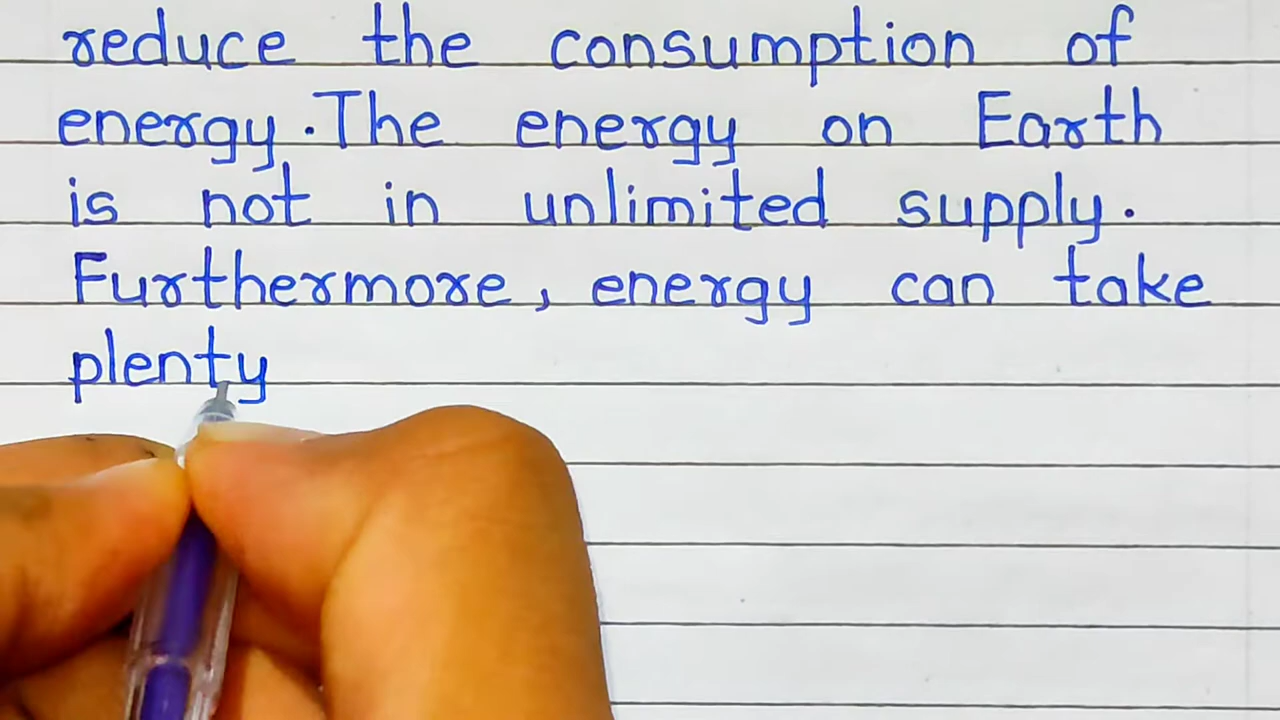 reduce the consumption of
energy. The energy on Earth
is not in unlimited supply.
Furthermore, energy can take
plenty